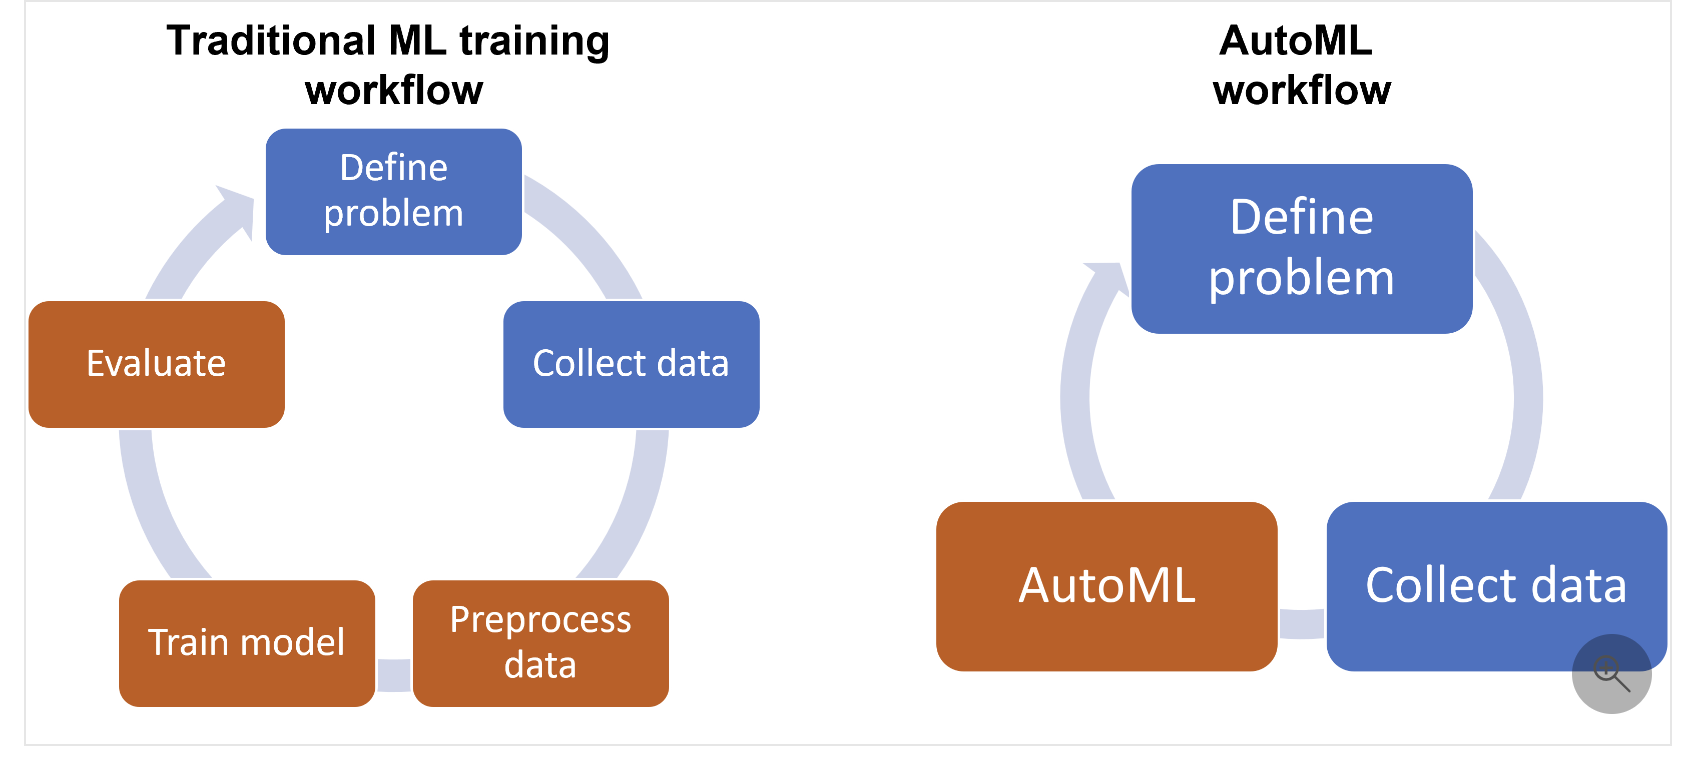 Traditional ML training
workflow
Define
problem
Collect data
Preprocess
data
Train model
Evaluate
AutoML
workflow
Define
problem
Collect data
AutoML